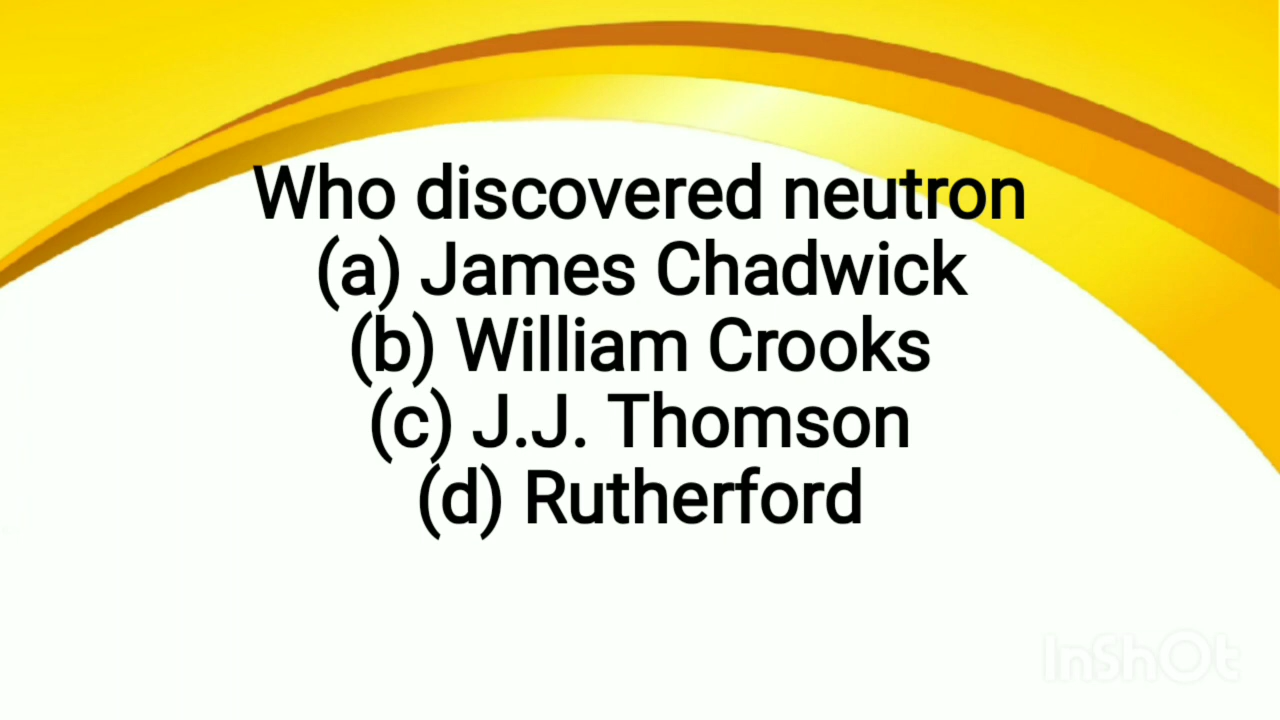 Who discovered neutron
(a) James Chadwick
(b) William Crooks
(c) J.J. Thomson
(d) Rutherford
InShOt